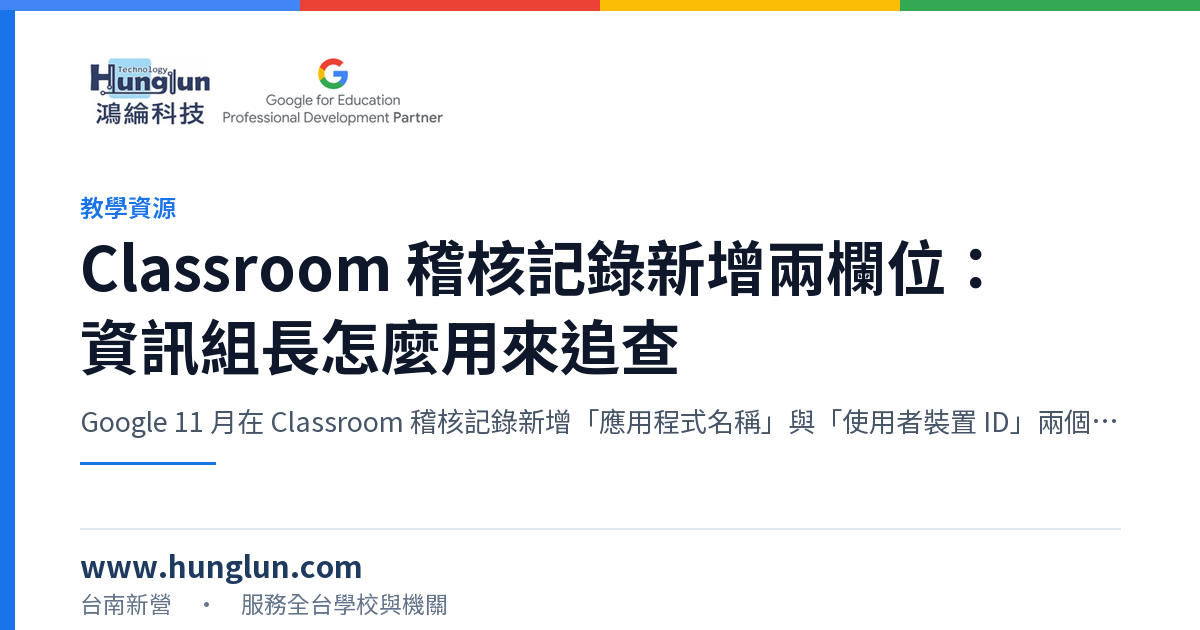 Technology
Hunglun
鴻綸科技
Google for Education
Professional Development Partner
教學資源
Classroom 稽核記錄新增兩欄位：
資訊組長怎麼用來追查
Google 11 月在 Classroom 稽核記錄新增「應用程式名稱」與「使用者裝置 ID」兩個…
www.hunglun.com
台南新營 • 服務全台學校與機關